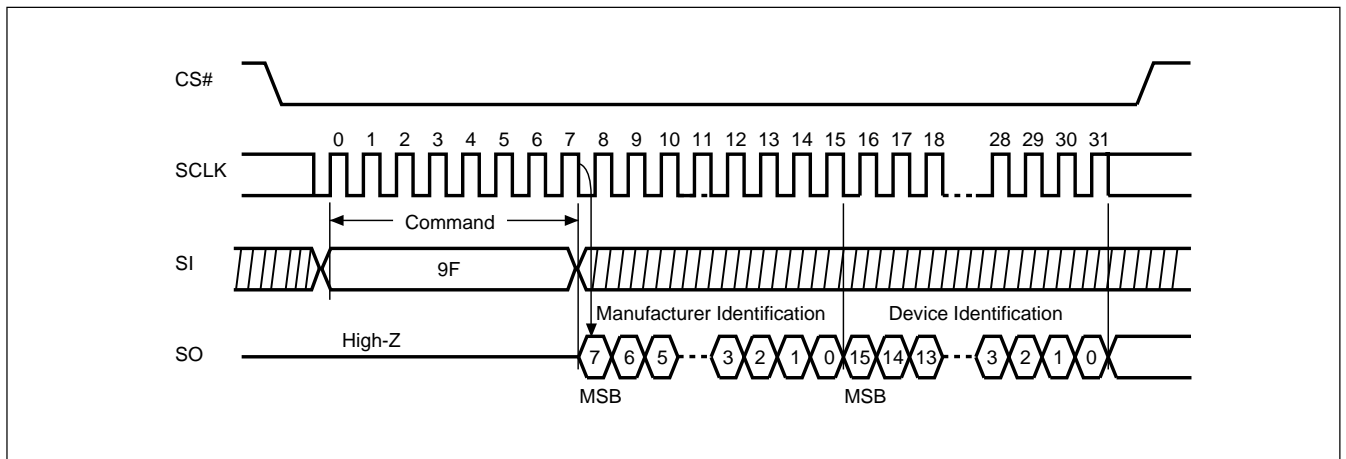 CS#
0 1 2 3 4 5 6 7 8 9 10 11 12 13 14 15 16 17 18 28 29 30 31
SCLK
Command
SI
9F
Manufacturer Identification Device Identification
High-Z
SO
7 6 5 3 2 1 0 15 14 13 3 2 1 0
MSB MSB